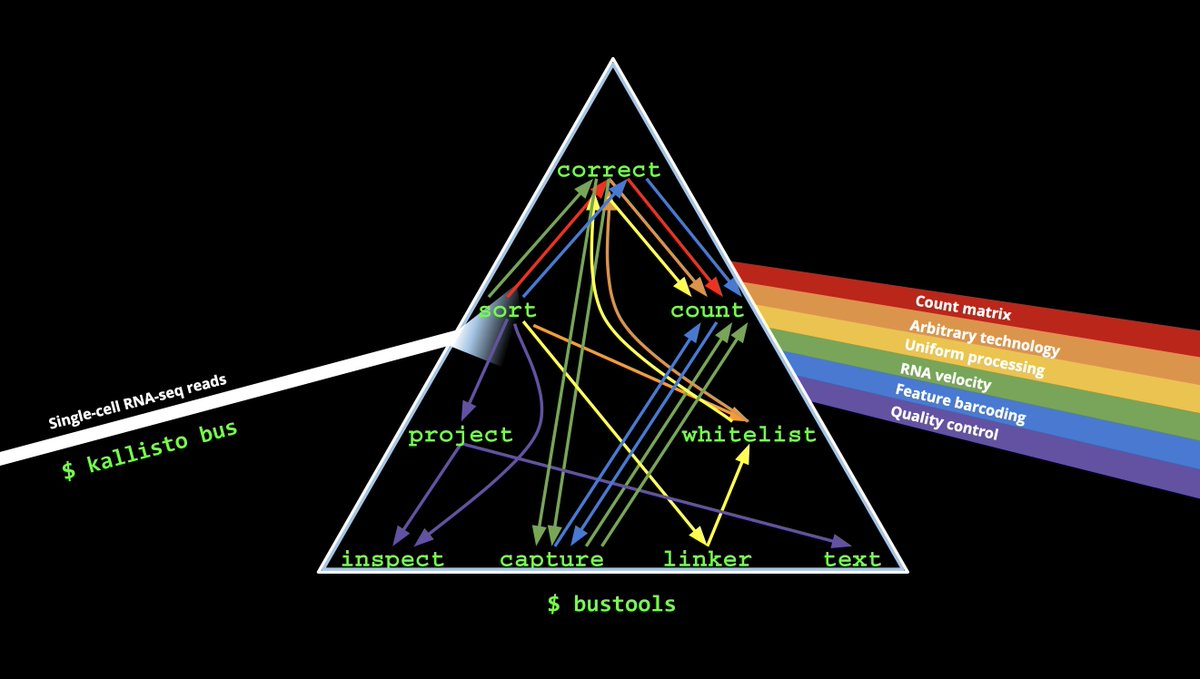 correct
sort
count
Count matrix
Arbitrary technology
Uniform processing
RNA velocity
Feature barcoding
Quality control
Single-cell RNA-seq reads
$ kallisto bus
project
whitelist
inspect
capture
linker
text
$ bustools